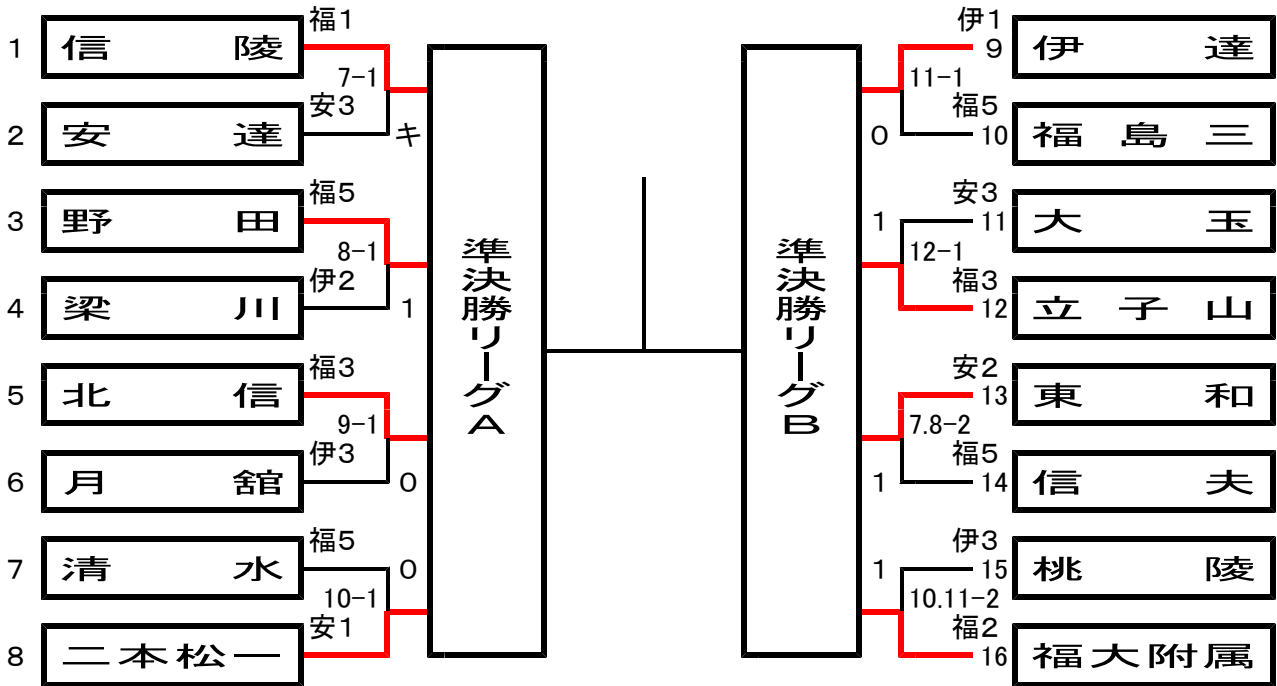 福1
1 信陵
7-1
安3
2 安達
キ
福5
3 野田
8-1
伊2
4 梁川
1
福3
5 北信
9-1
伊3
6 月舘
0
福5
7 清水
0
10-1
安1
8 二本松一
準決勝リーグA
準決勝リーグB
伊1
9 伊達
11-1
福5
0
10 福島三
安3
1
11 大玉
12-1
福3
12 立子山
安2
13 東和
7.8-2
福5
1
14 信夫
伊3
1
15 桃陵
10.11-2
福2
16 福大附属